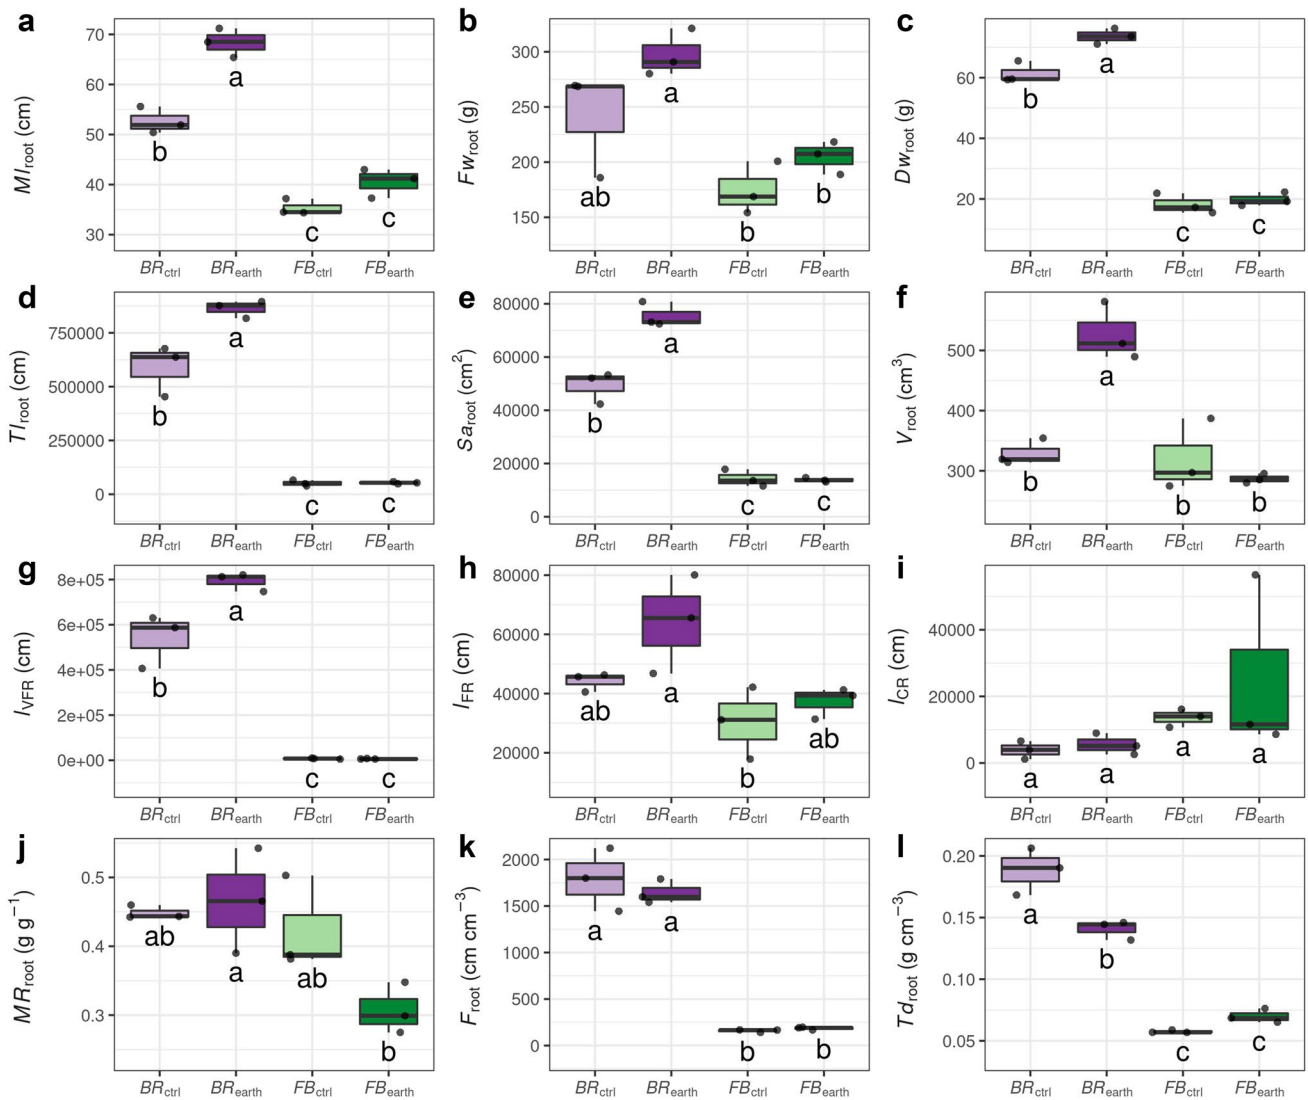 a
Ml_root (cm)
70
60
50
40
30
a
b
c
c
BR_ctrl BR_earth FB_ctrl FB_earth
b
Fw_root (g)
300
250
200
150
a
ab
b
b
BR_ctrl BR_earth FB_ctrl FB_earth
c
Dw_root (g)
60
40
20
a
b
c
c
BR_ctrl BR_earth FB_ctrl FB_earth
d
Tl_root (cm)
750000
500000
250000
0
a
b
c
c
BR_ctrl BR_earth FB_ctrl FB_earth
e
Sa_root (cm²)
80000
60000
40000
20000
0
a
b
c
c
BR_ctrl BR_earth FB_ctrl FB_earth
f
V_root (cm³)
500
400
300
a
b
b
b
BR_ctrl BR_earth FB_ctrl FB_earth
g
l_VFR (cm)
8e+05
6e+05
4e+05
2e+05
0e+00
a
b
c
c
BR_ctrl BR_earth FB_ctrl FB_earth
h
l_FR (cm)
80000
60000
40000
20000
ab
a
b
ab
BR_ctrl BR_earth FB_ctrl FB_earth
i
l_CR (cm)
40000
20000
0
a
a
a
a
BR_ctrl BR_earth FB_ctrl FB_earth
j
MR_root (g g⁻¹)
0.5
0.4
0.3
ab
a
ab
b
BR_ctrl BR_earth FB_ctrl FB_earth
k
F_root (cm cm⁻³)
2000
1500
1000
500
0
a
a
b
b
BR_ctrl BR_earth FB_ctrl FB_earth
l
Td_root (g cm⁻³)
0.20
0.15
0.10
0.05
a
b
c
c
BR_ctrl BR_earth FB_ctrl FB_earth